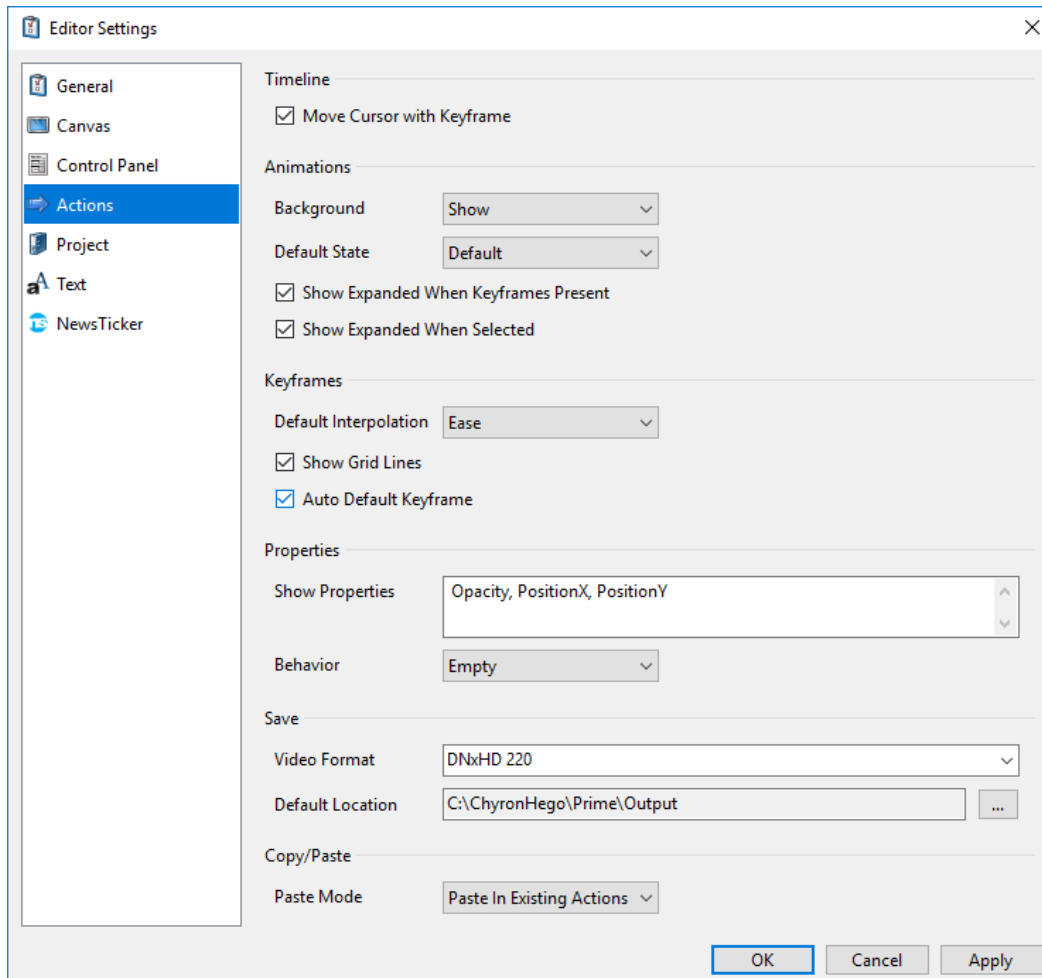 Editor Settings
General
Canvas
Control Panel
Actions
Project
Text
NewsTicker
Timeline
Move Cursor with Keyframe
Animations
Background Show
Default State Default
Show Expanded When Keyframes Present
Show Expanded When Selected
Keyframes
Default Interpolation Ease
Show Grid Lines
Auto Default Keyframe
Properties
Show Properties Opacity, PositionX, PositionY
Behavior Empty
Save
Video Format DNxHD 220
Default Location C:\ChyronHego\Prime\Output ...
Copy/Paste
Paste Mode Paste In Existing Actions
OK Cancel Apply